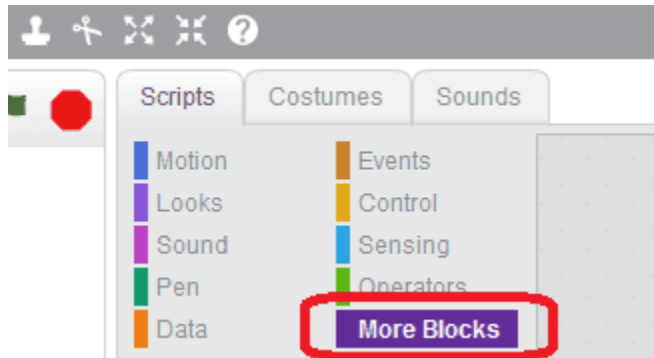 Scripts Costumes Sounds
Motion Events
Looks Control
Sound Sensing
Pen Operators
Data More Blocks